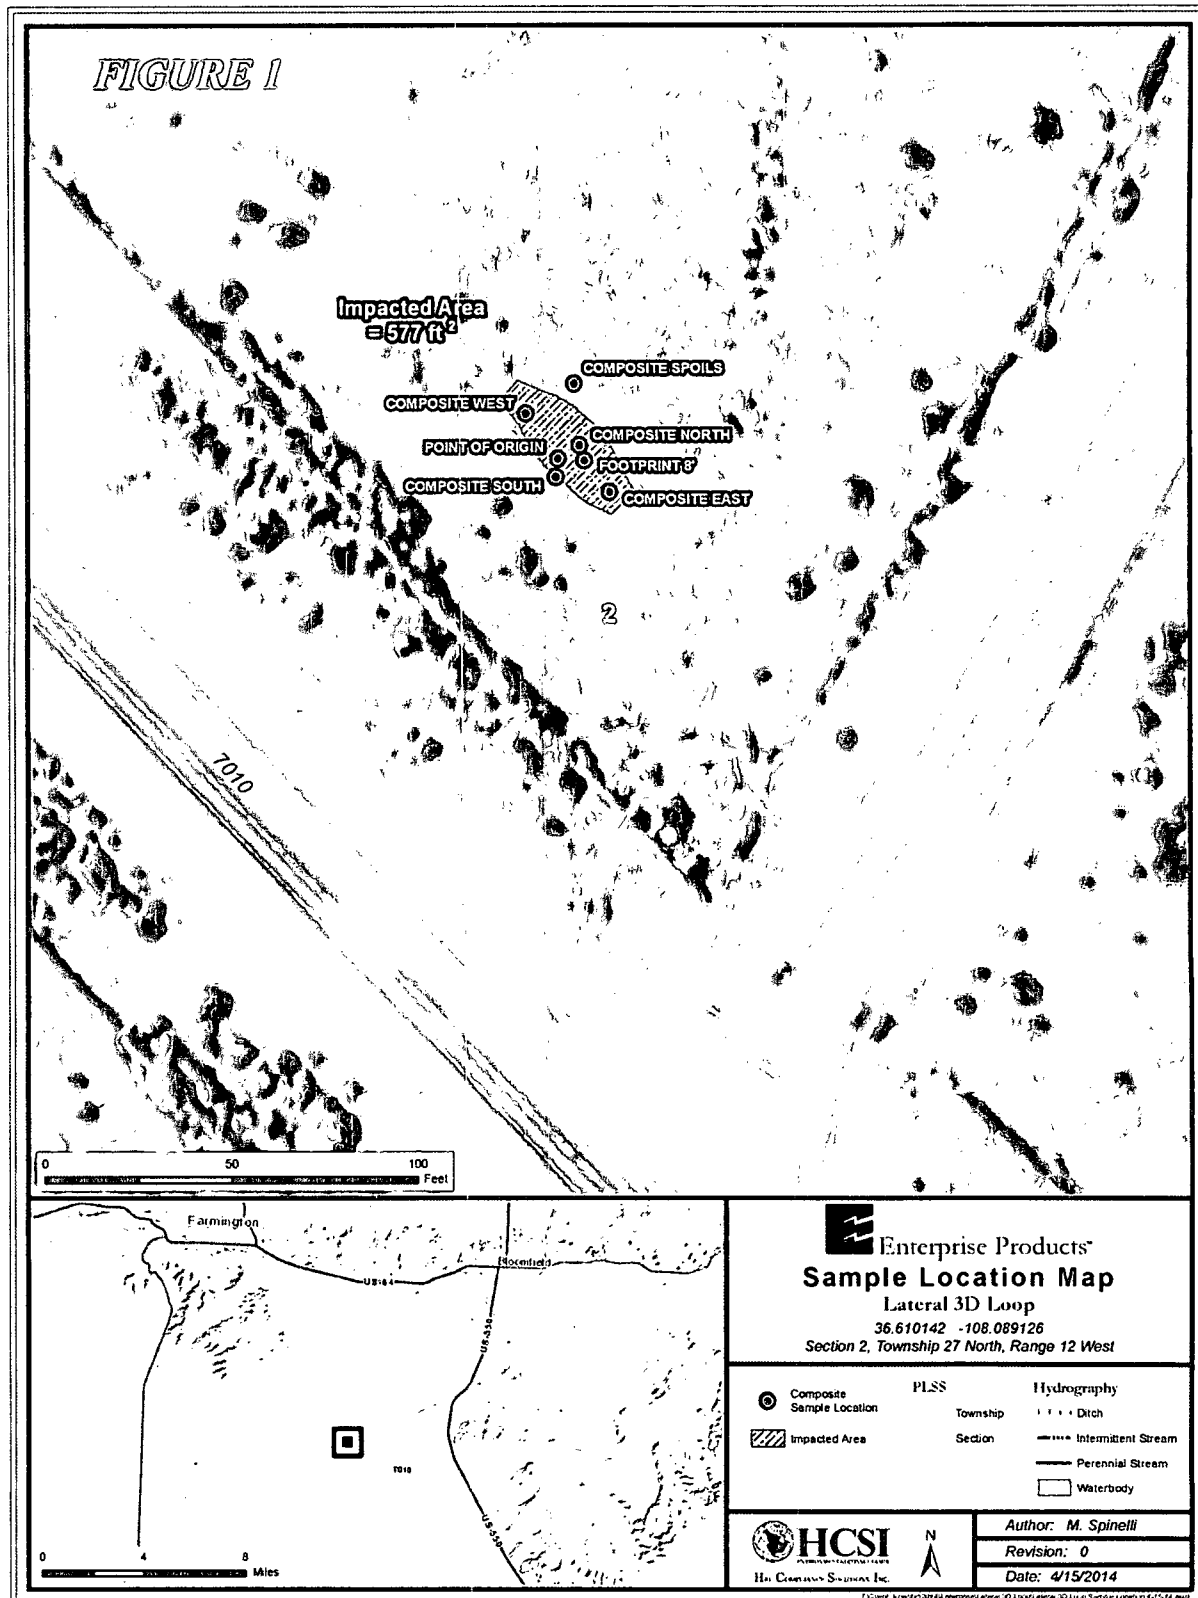 FIGURE 1
Impacted Area
= 577 ft²
COMPOSITE SPOILS
COMPOSITE WEST
COMPOSITE NORTH
POINT OF ORIGIN
FOOTPRINT 8'
COMPOSITE SOUTH
COMPOSITE EAST
2
7010
0 50 100
Feet
Farmington
Bloomfield
US-64
US-550
7010
US-550
0 4 8
Miles
Enterprise Products
Sample Location Map
Lateral 3D Loop
36.610142 -108.089126
Section 2, Township 27 North, Range 12 West
Composite
Sample Location
Impacted Area
PLSS
Township
Section
Hydrography
Ditch
Intermittent Stream
Perennial Stream
Waterbody
HCSI
N
Author: M. Spinelli
Revision: 0
Date: 4/15/2014